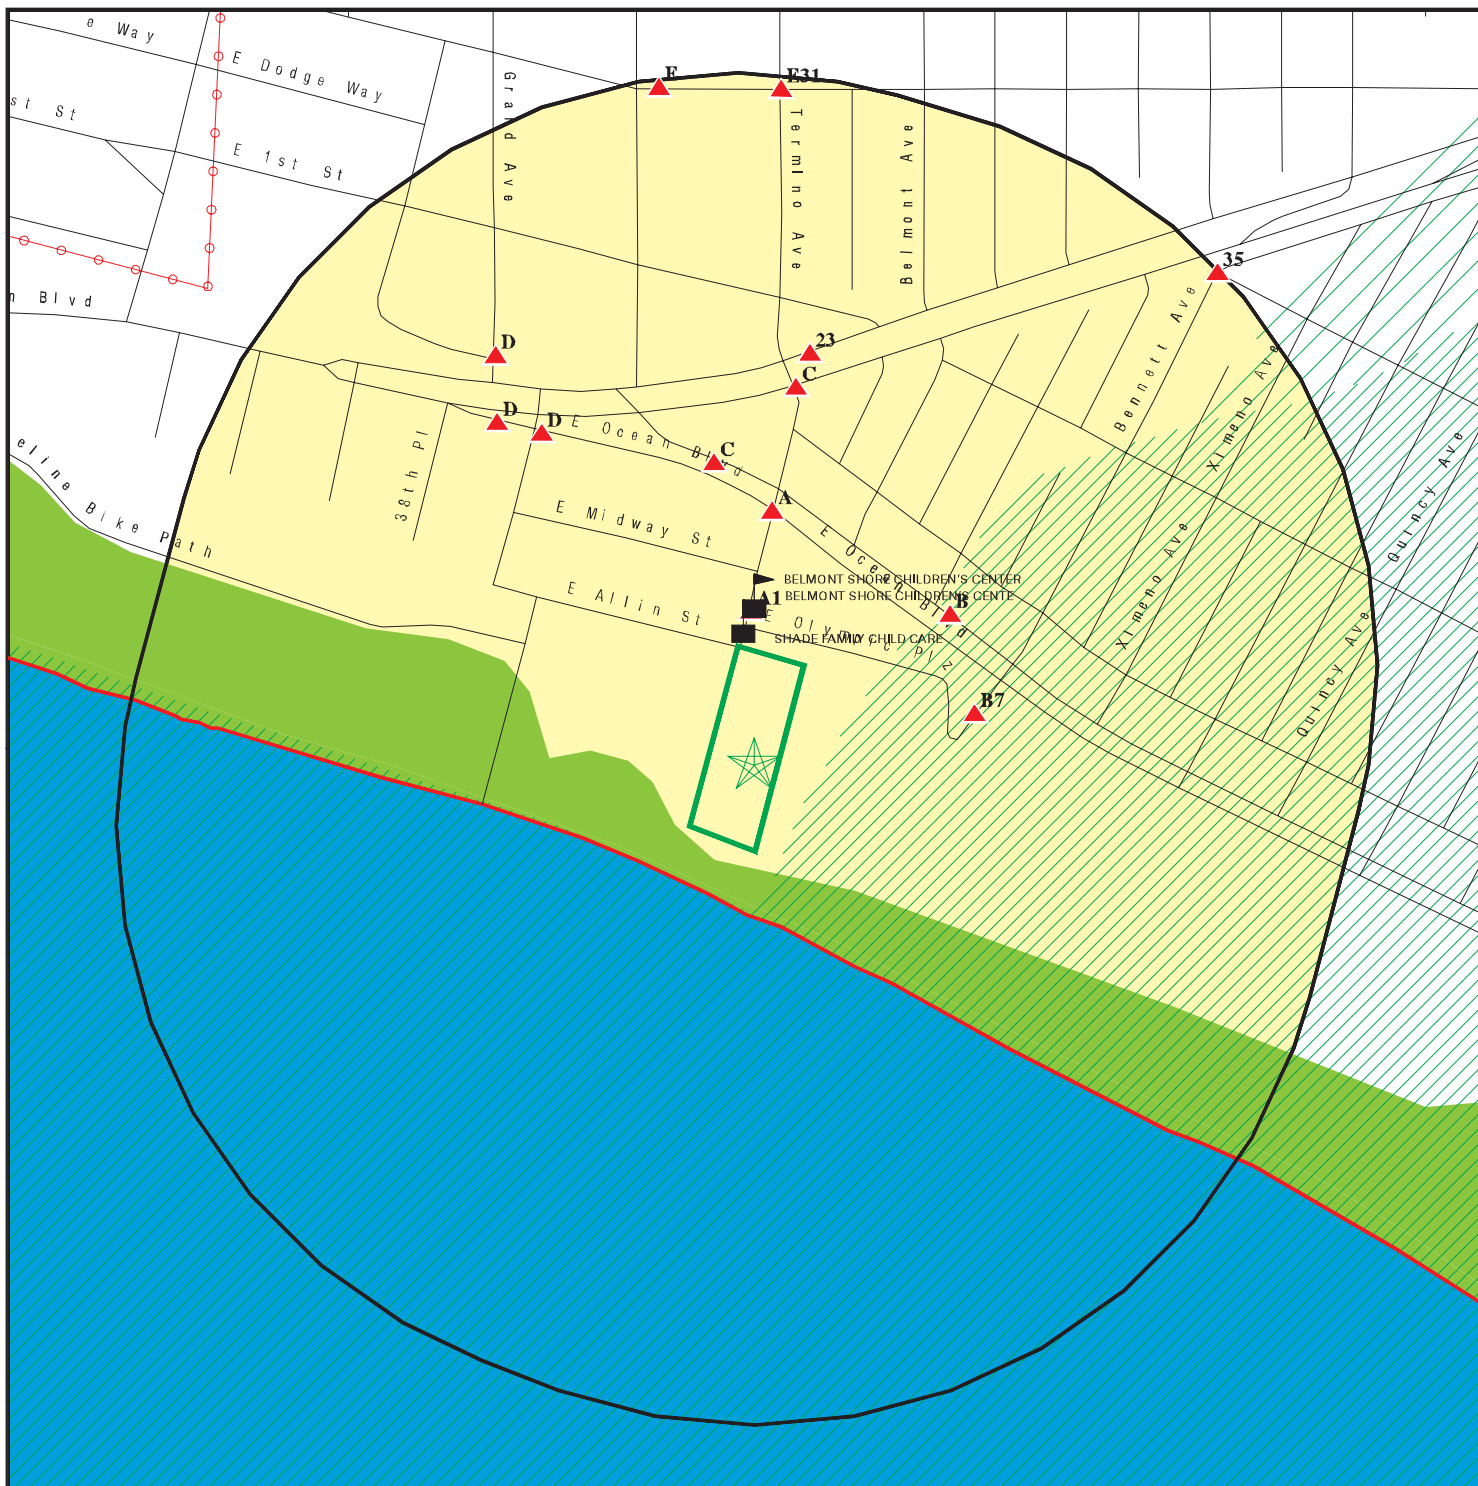 e Way
E Dodge Way
st St
E 1st St
Grand Ave
F
E31
Termino Ave
Belmont Ave
35
n Blvd
D
23
C
Bennett Ave
Ximeno Ave
D
D
E Ocean Blvd
C
38th Pl
eline Bike Path
A
E Midway St
E Ocean Blvd
Ximeno Ave
Quincy Ave
BELMONT SHORE CHILDREN'S CENTER
A1
BELMONT SHORE CHILDRENS CENTE
B
E Allin St
E Olympic Plz
SHADE FAMILY CHILD CARE
Quincy Ave
B7